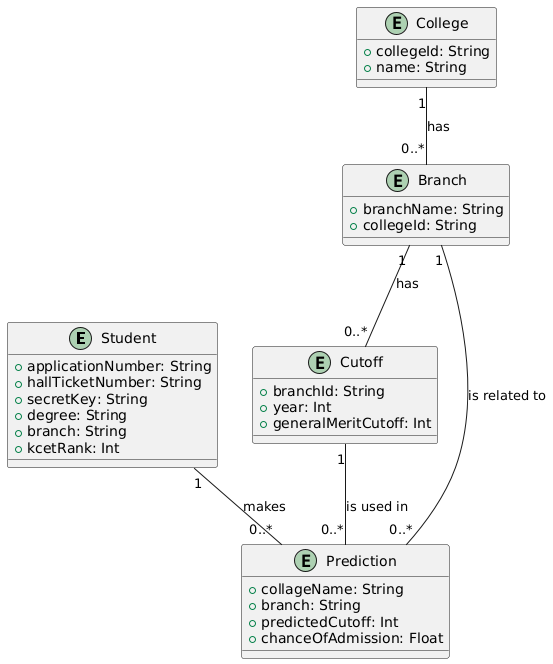 E College
collegeId: String
name: String
1
has
0..*
E Branch
branchName: String
collegeId: String
1
1
has
0..*
E Student
applicationNumber: String
hallTicketNumber: String
secretKey: String
degree: String
branch: String
kcetRank: Int
E Cutoff
branchId: String
year: Int
generalMeritCutoff: Int
is related to
1
1
makes
is used in
0..*
0..*
0..*
E Prediction
collageName: String
branch: String
predictedCutoff: Int
chanceOfAdmission: Float